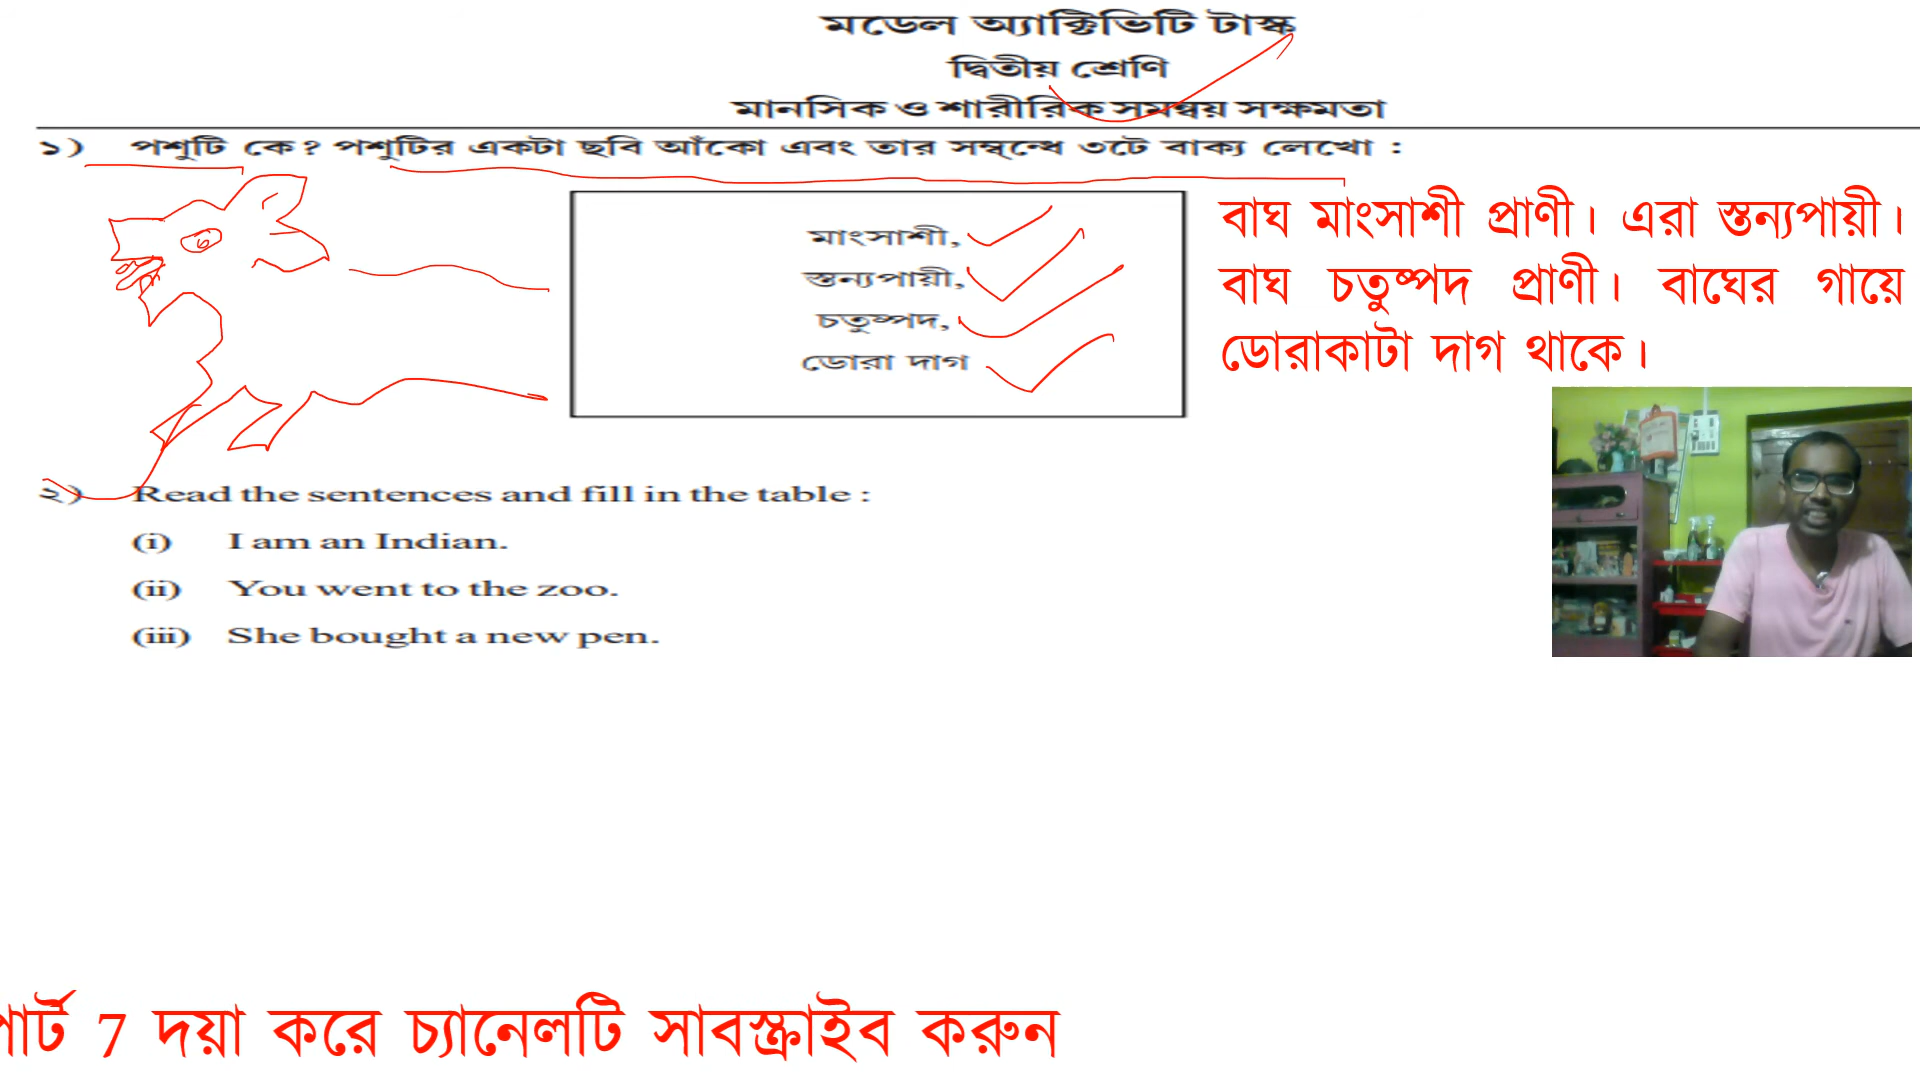 মডেল অ্যাক্টিভিটি টাস্ক
দ্বিতীয় শ্রেণি
মানসিক ও শারীরিক সমন্বয় সক্ষমতা
১) পশুটি কে? পশুটির একটা ছবি আঁকো এবং তার সম্বন্ধে ৩টে বাক্য লেখো :
মাংসাশী,
স্তন্যপায়ী,
চতুষ্পদ,
ডোরা দাগ
বাঘ মাংসাশী প্রাণী। এরা স্তন্যপায়ী।
বাঘ চতুষ্পদ প্রাণী। বাঘের গায়ে
ডোরাকাটা দাগ থাকে।
২) Read the sentences and fill in the table :
(i) I am an Indian.
(ii) You went to the zoo.
(iii) She bought a new pen.
পার্ট 7 দয়া করে চ্যানেলটি সাবস্ক্রাইব করুন